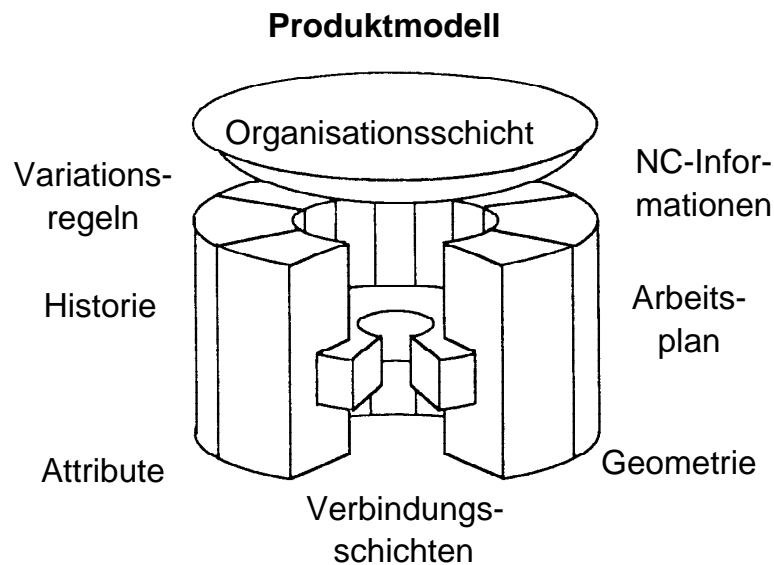 Produktmodell
Organisationsschicht
Variations-
regeln
NC-Infor-
mationen
Historie
Arbeits-
plan
Attribute
Geometrie
Verbindungs-
schichten